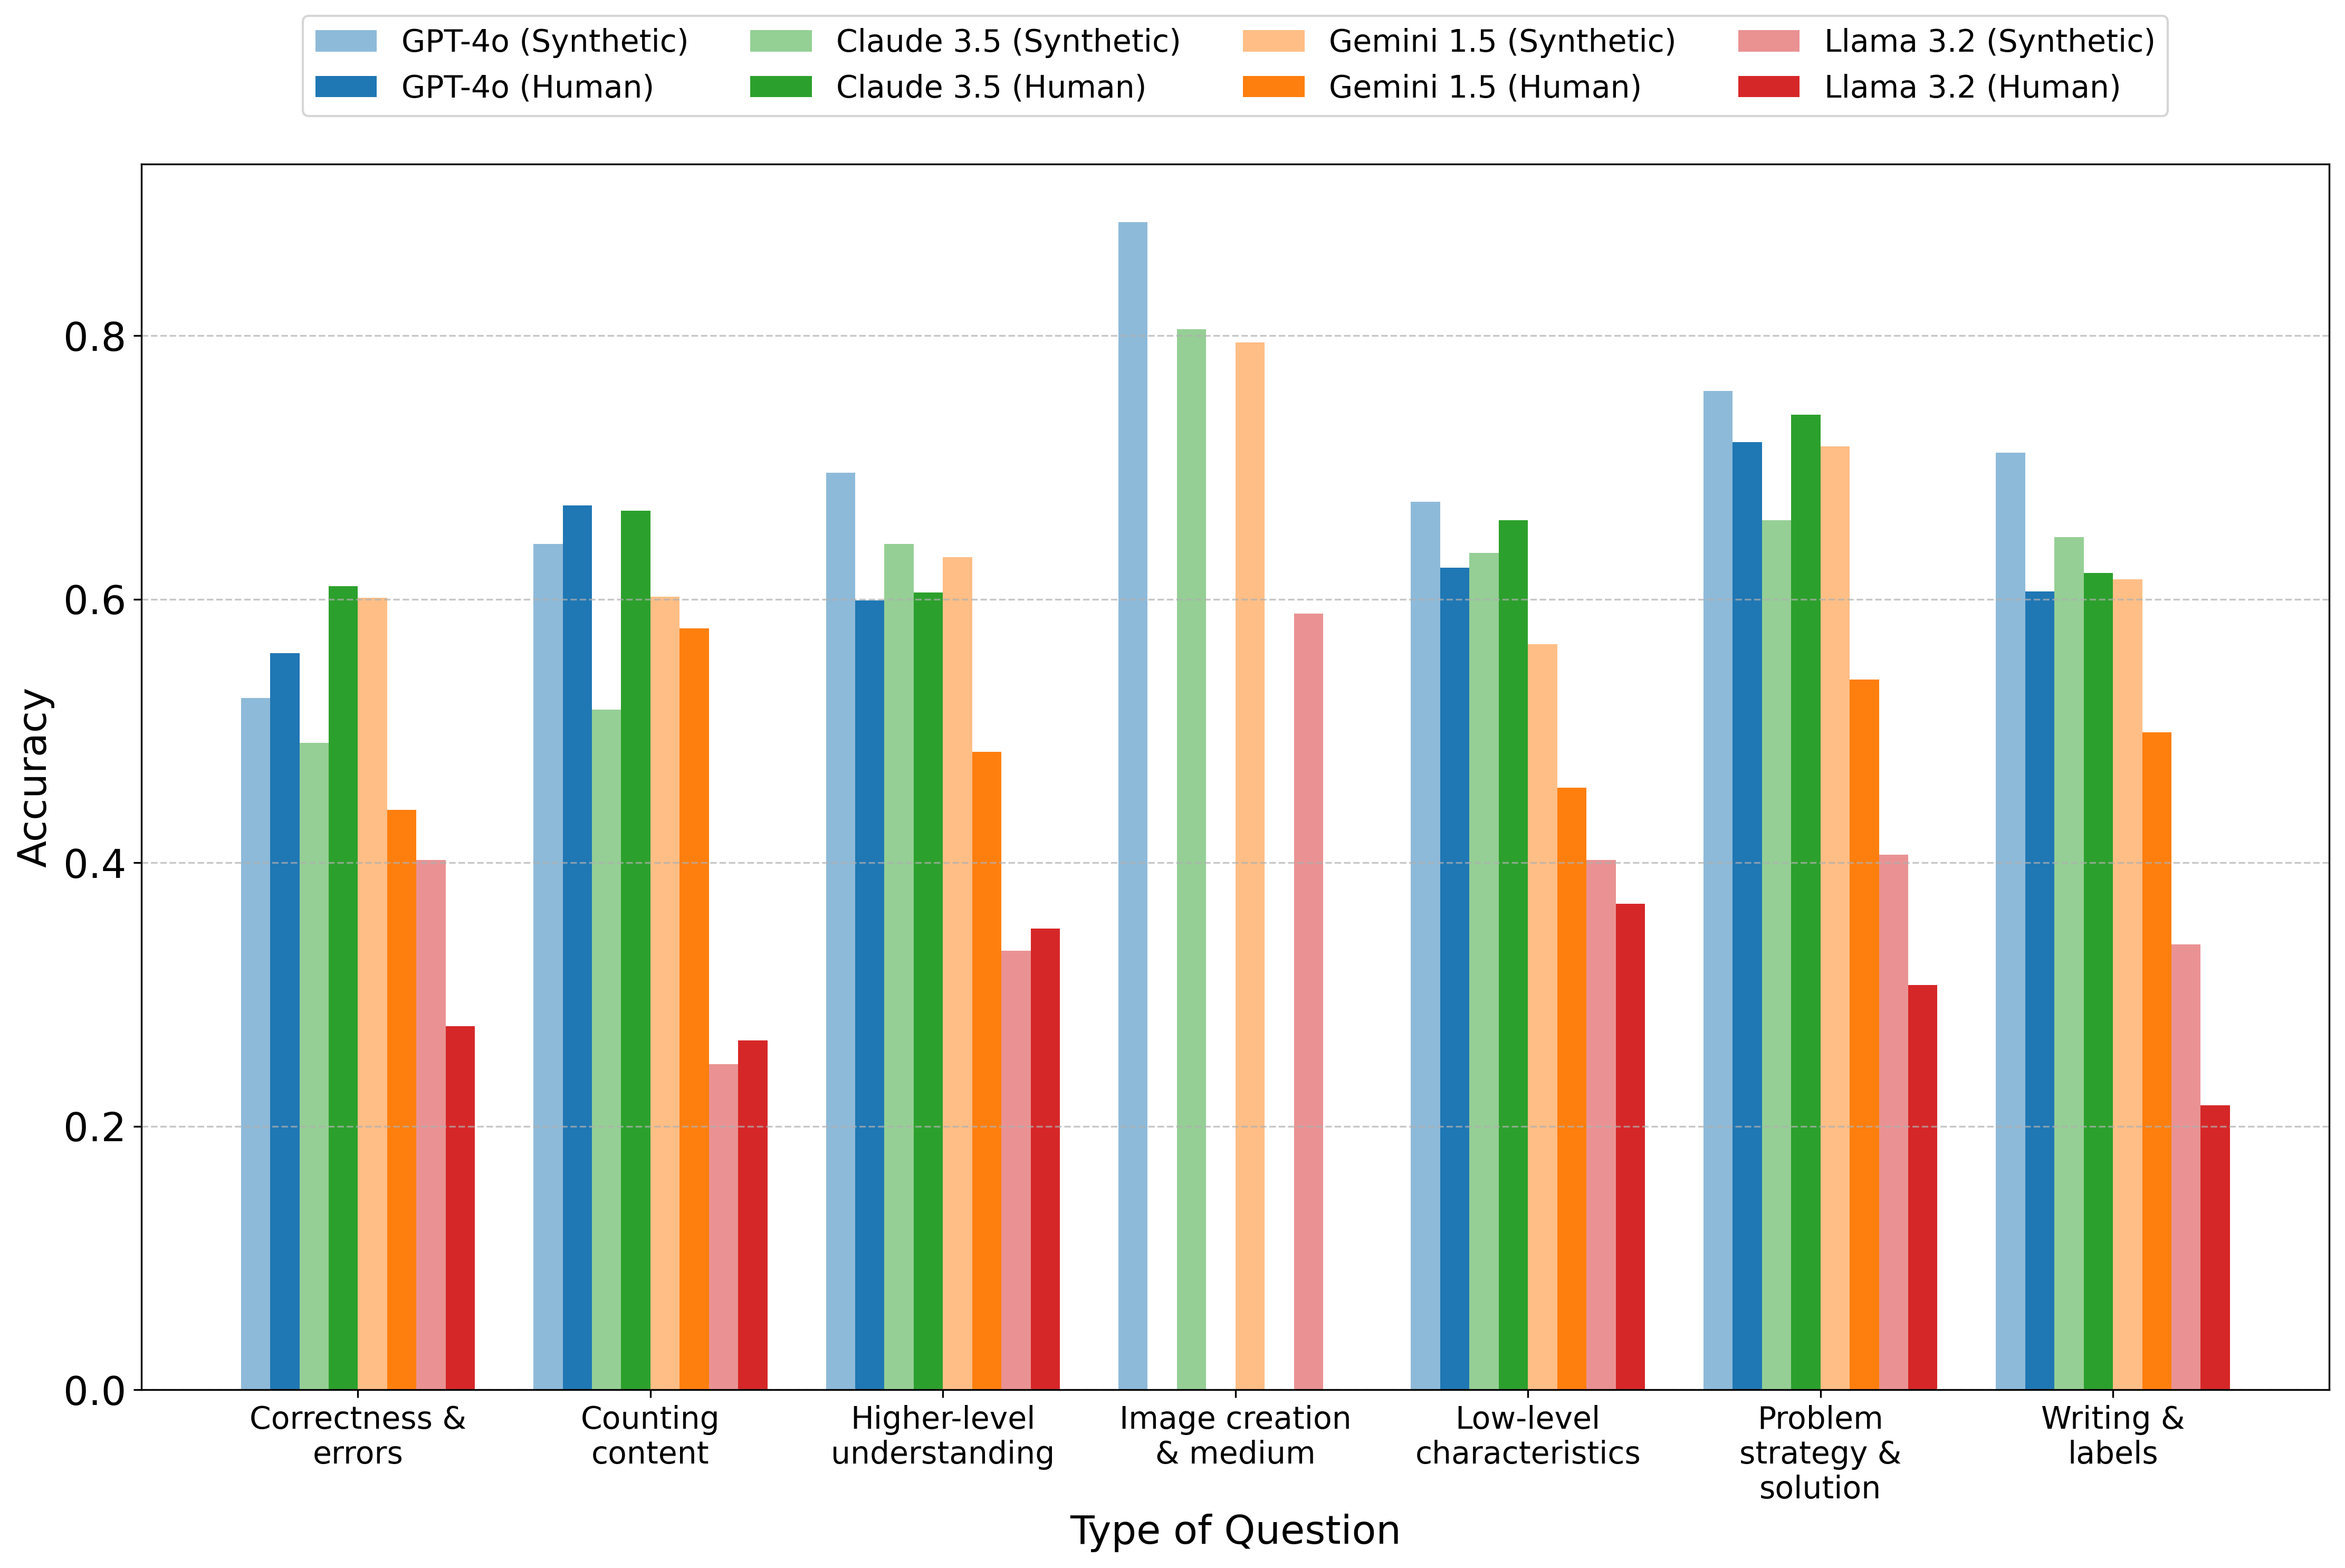 GPT-4o (Synthetic)
GPT-4o (Human)
Claude 3.5 (Synthetic)
Claude 3.5 (Human)
Gemini 1.5 (Synthetic)
Gemini 1.5 (Human)
Llama 3.2 (Synthetic)
Llama 3.2 (Human)
Accuracy
0.8
0.6
0.4
0.2
0.0
Correctness &
errors
Counting
content
Higher-level
understanding
Image creation
& medium
Low-level
characteristics
Problem
strategy &
solution
Writing &
labels
Type of Question